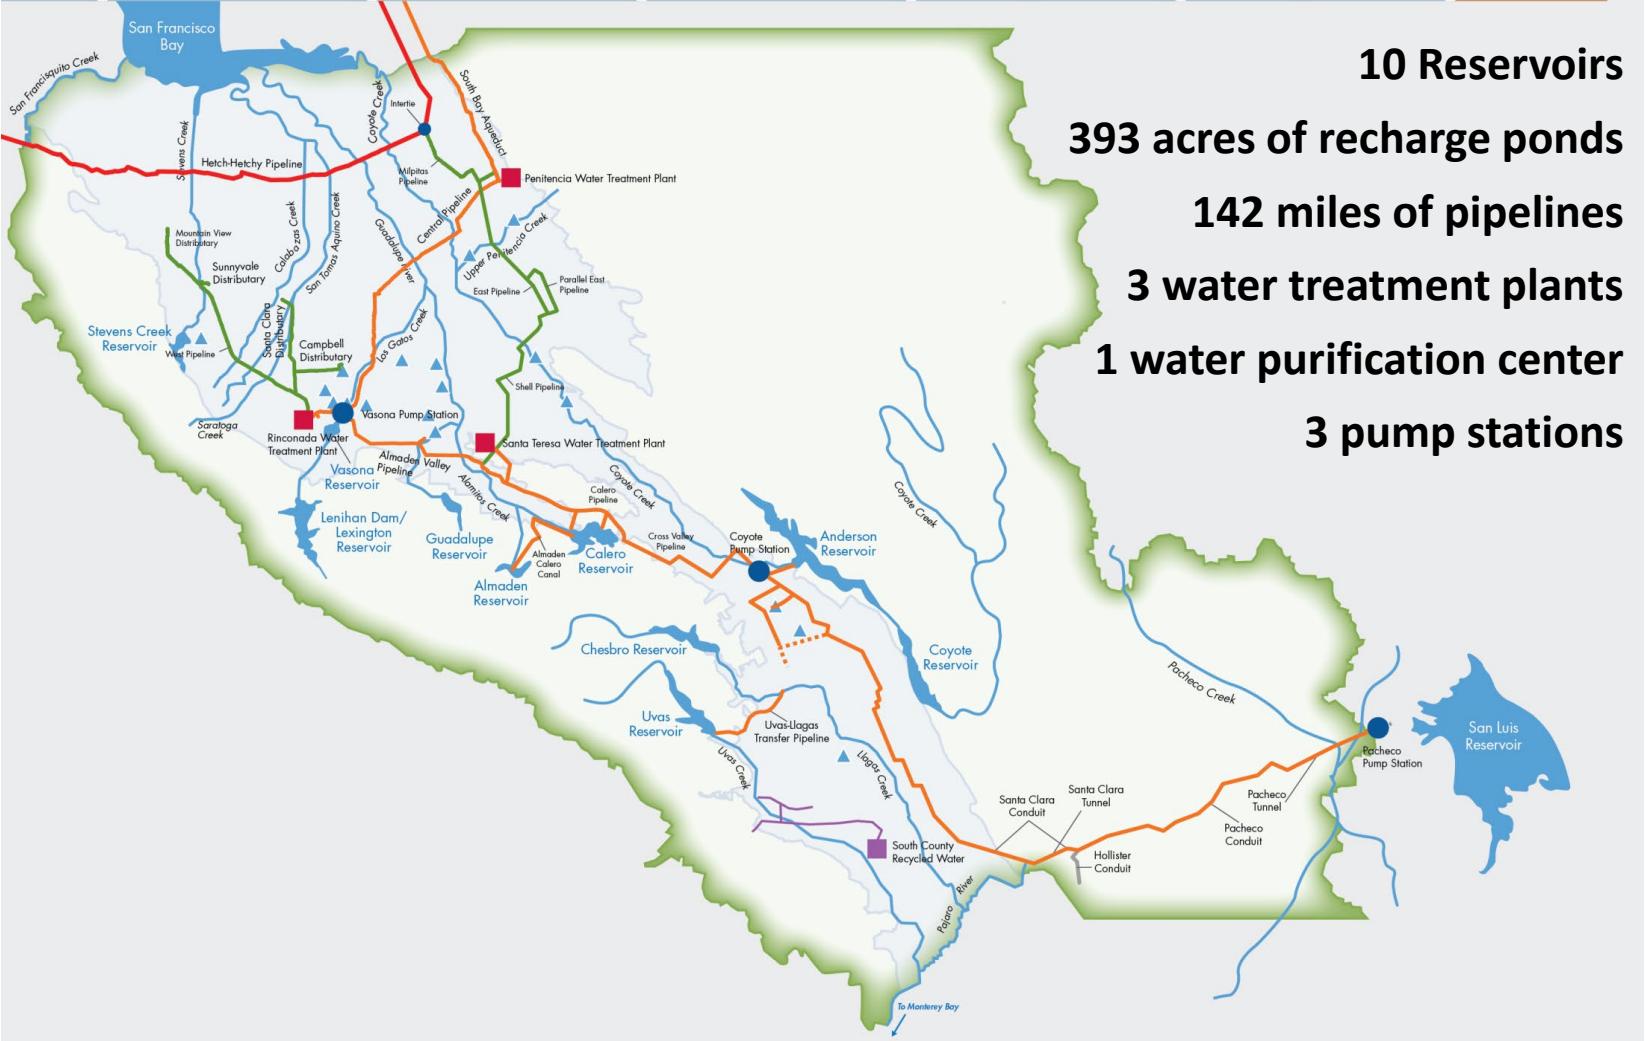 San Francisco
Bay
10 Reservoirs
393 acres of recharge ponds
142 miles of pipelines
3 water treatment plants
1 water purification center
3 pump stations
San Francisquito Creek
Stevens Creek
Coyote Creek
Intertie
South Bay Aqueduct
Hetch-Hetchy Pipeline
Milpitas
Pipeline
Penitencia Water Treatment Plant
Central Pipeline
Upper Penitencia Creek
Mountain View
Distributary
Calabazas Creek
San Tomas Aquino Creek
Guadalupe River
Sunnyvale
Distributary
East Pipeline
Parallel East
Pipeline
Stevens Creek
Reservoir
West Pipeline
Santa Clara
Distributary
Campbell
Distributary
Los Gatos Creek
Shell Pipeline
Vasona Pump Station
Saratoga
Creek
Rinconada Water
Treatment Plant
Santa Teresa Water Treatment Plant
Vasona
Reservoir
Almaden Valley
Pipeline
Alamitos Creek
Calero
Pipeline
Coyote Creek
Coyote Creek
Lenihan Dam/
Lexington
Reservoir
Guadalupe
Reservoir
Almaden
Calero
Canal
Calero
Reservoir
Cross Valley
Pipeline
Coyote
Pump Station
Anderson
Reservoir
Almaden
Reservoir
Chesbro Reservoir
Coyote
Reservoir
Pacheco Creek
Uvas
Reservoir
Uvas-Llagas
Transfer Pipeline
San Luis
Reservoir
Pacheco
Pump Station
Uvas Creek
Llagas Creek
Santa Clara
Conduit
Santa Clara
Tunnel
Pacheco
Tunnel
Pacheco
Conduit
South County
Recycled Water
Hollister
Conduit
Pajaro River
To Monterey Bay